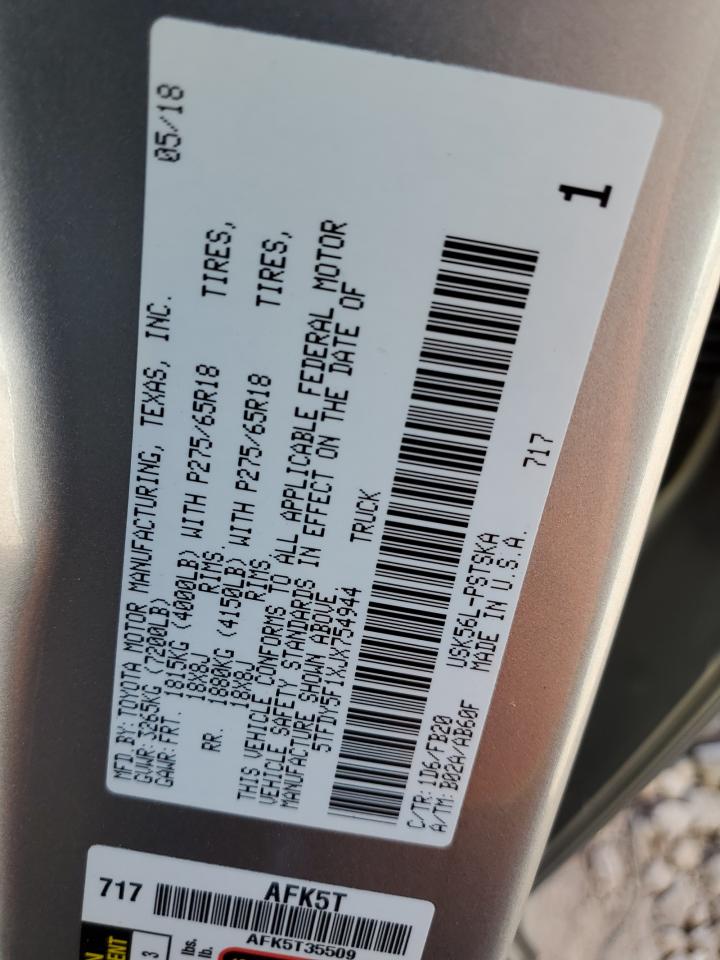 MFD.BY:TOYOTA MOTOR MANUFACTURING, TEXAS, INC. 05/18
GVWR:3265KG (7200LB)
GAWR:FRT. 1815KG (4000LB) WITH P275/65R18 TIRES,
18X8J RIMS
RR. 1880KG (4150LB) WITH P275/65R18 TIRES,
18X8J RIMS
THIS VEHICLE CONFORMS TO ALL APPLICABLE FEDERAL MOTOR
VEHICLE SAFETY STANDARDS IN EFFECT ON THE DATE OF
MANUFACTURE SHOWN ABOVE.
5TFDY5F1XJX754944 TRUCK
C/TR:1D6/FB20 USK56L-PSTSKA 717
A/TM:B02A/AB60F MADE IN U.S.A.
1
717 AFK5T
AFK5T35509
3
lbs.
lb.